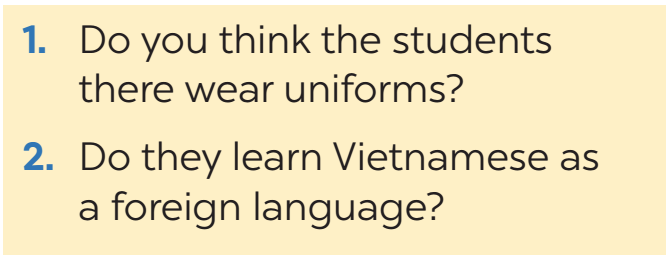 1. Do you think the students
there wear uniforms?
2. Do they learn Vietnamese as
a foreign language?